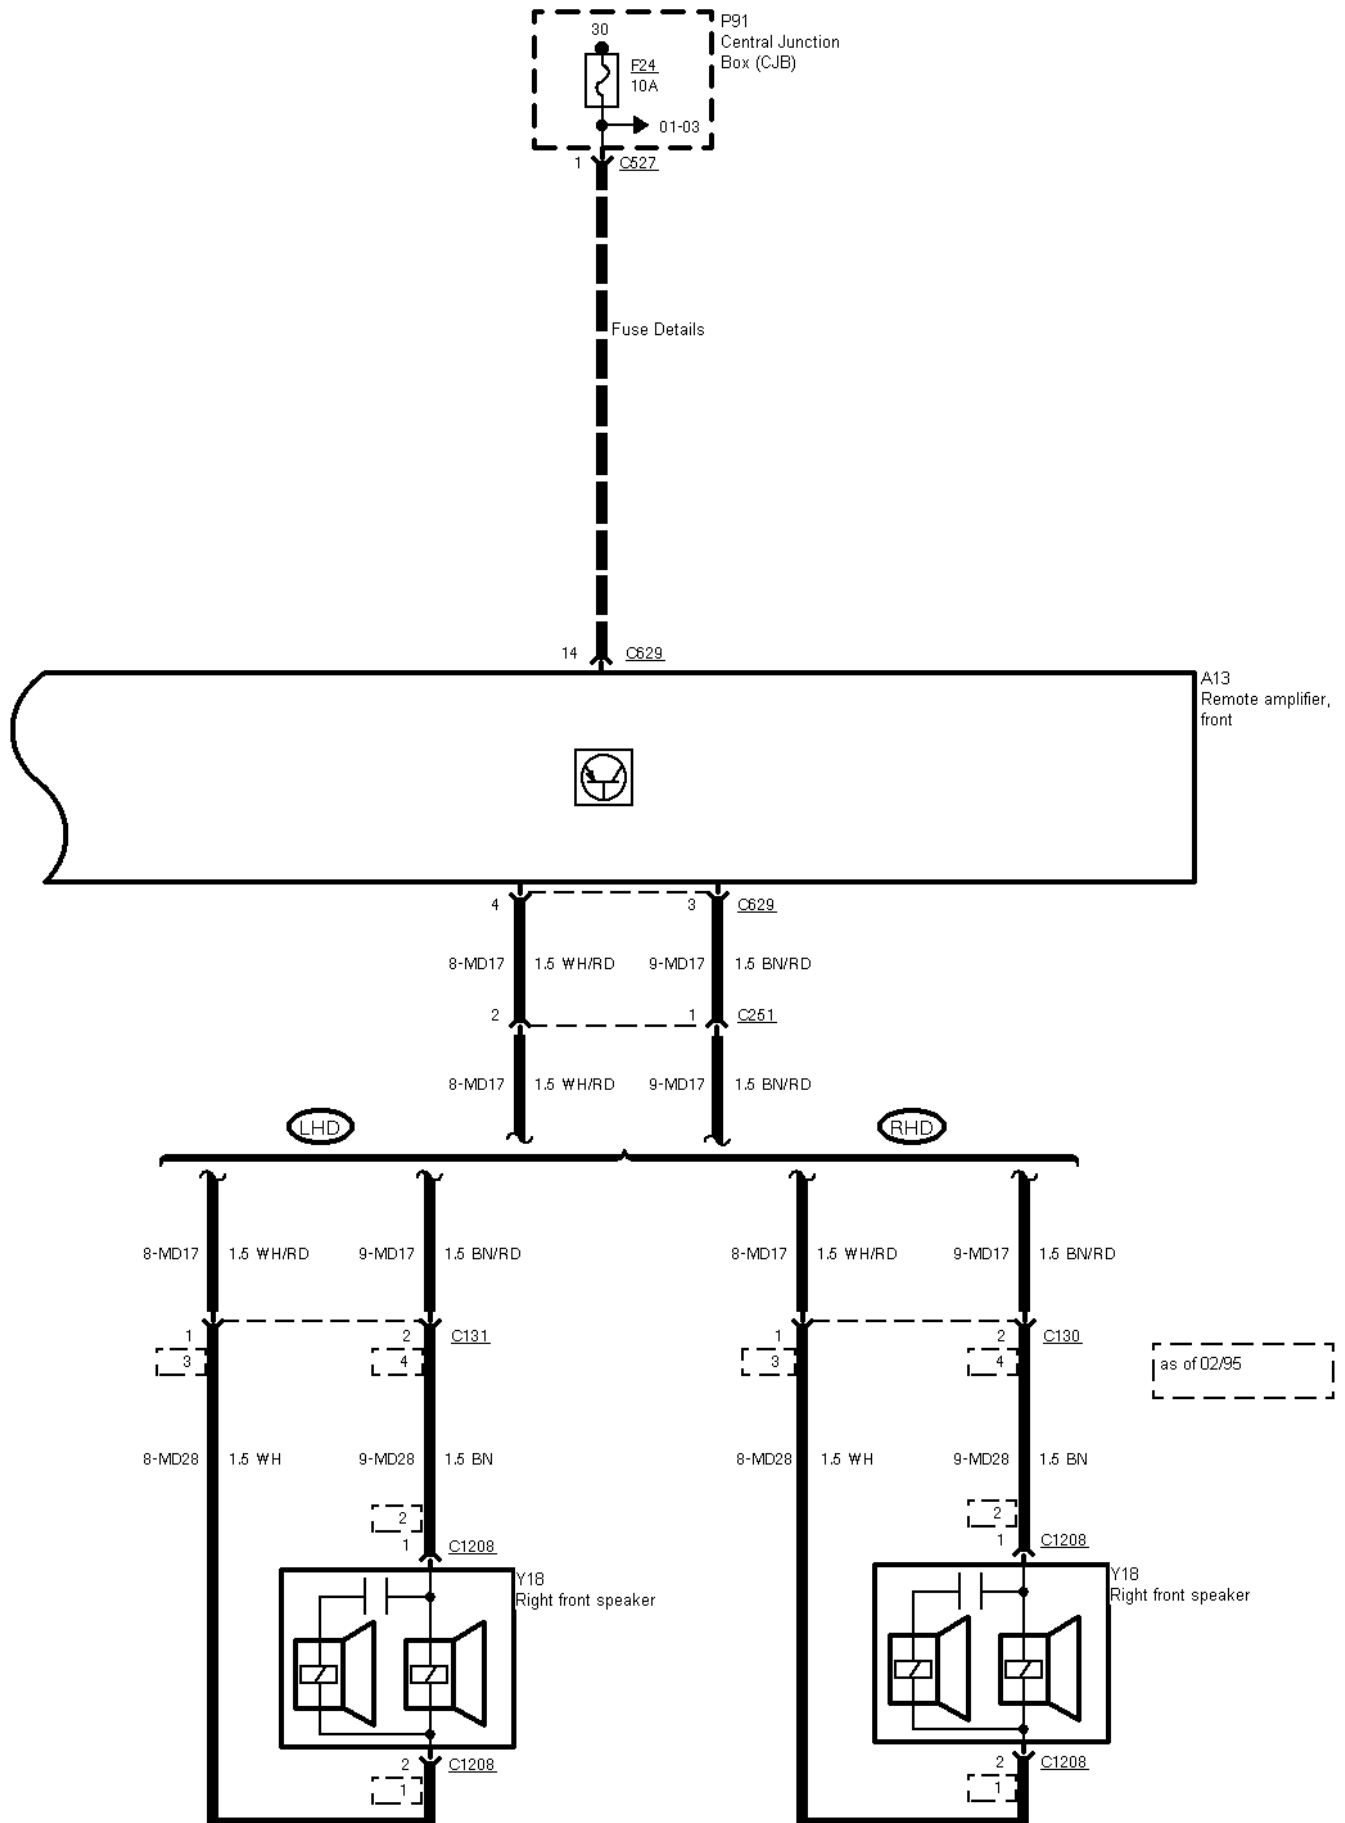 30
P91
Central Junction
Box (CJB)
F24
10A
01-03
1
C527
Fuse Details
14
C629
A13
Remote amplifier,
front
4
3
C629
8-MD17
1.5 WH/RD
9-MD17
1.5 BN/RD
2
1
C251
8-MD17
1.5 WH/RD
9-MD17
1.5 BN/RD
LHD
RHD
8-MD17
1.5 WH/RD
9-MD17
1.5 BN/RD
8-MD17
1.5 WH/RD
9-MD17
1.5 BN/RD
1
2
C131
1
2
C130
3
4
3
4
as of 02/95
8-MD28
1.5 WH
9-MD28
1.5 BN
8-MD28
1.5 WH
9-MD28
1.5 BN
2
2
1
C1208
1
C1208
Y18
Right front speaker
Y18
Right front speaker
2
C1208
2
C1208
1
1